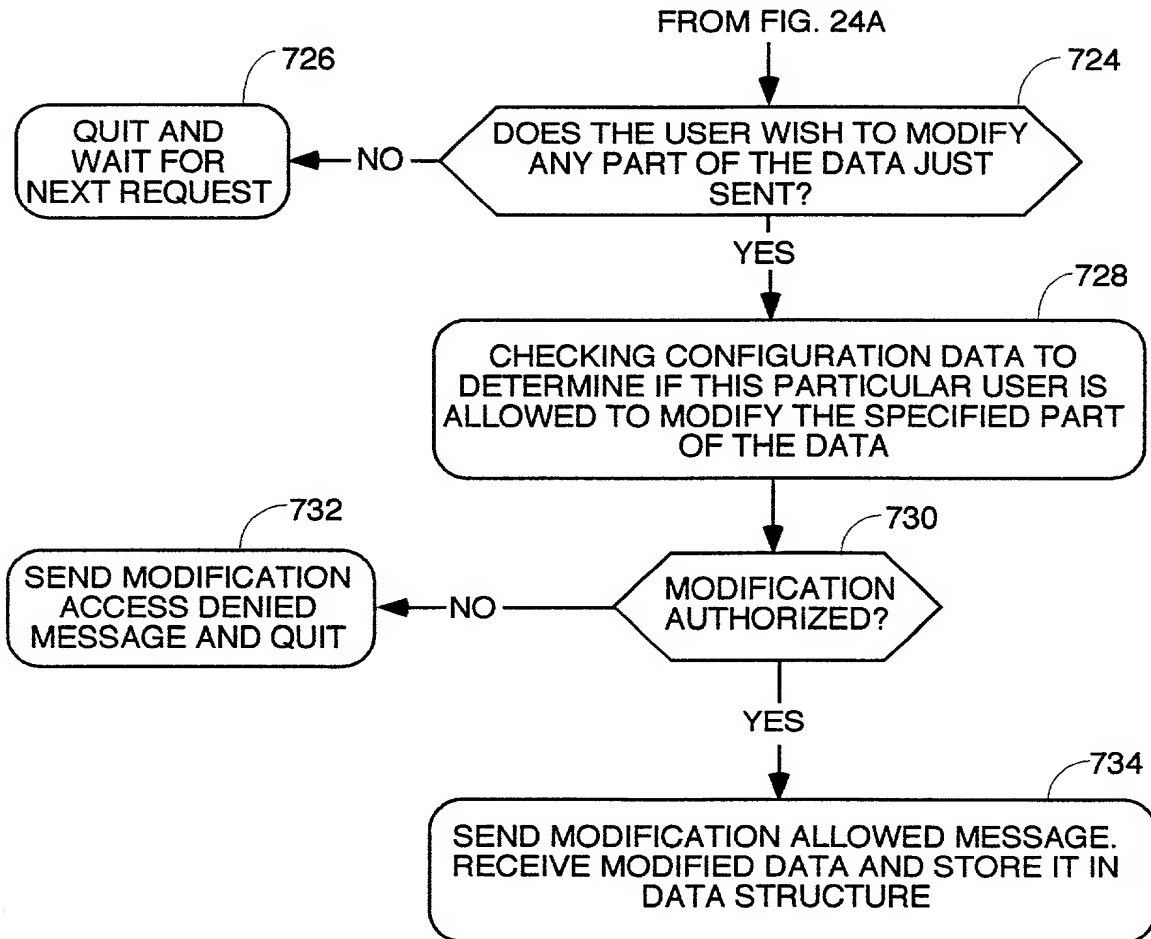 FROM FIG. 24A
726
724
QUIT AND
WAIT FOR
NEXT REQUEST
NO
DOES THE USER WISH TO MODIFY
ANY PART OF THE DATA JUST
SENT?
YES
728
CHECKING CONFIGURATION DATA TO
DETERMINE IF THIS PARTICULAR USER IS
ALLOWED TO MODIFY THE SPECIFIED PART
OF THE DATA
732
730
SEND MODIFICATION
ACCESS DENIED
MESSAGE AND QUIT
NO
MODIFICATION
AUTHORIZED?
YES
734
SEND MODIFICATION ALLOWED MESSAGE.
RECEIVE MODIFIED DATA AND STORE IT IN
DATA STRUCTURE